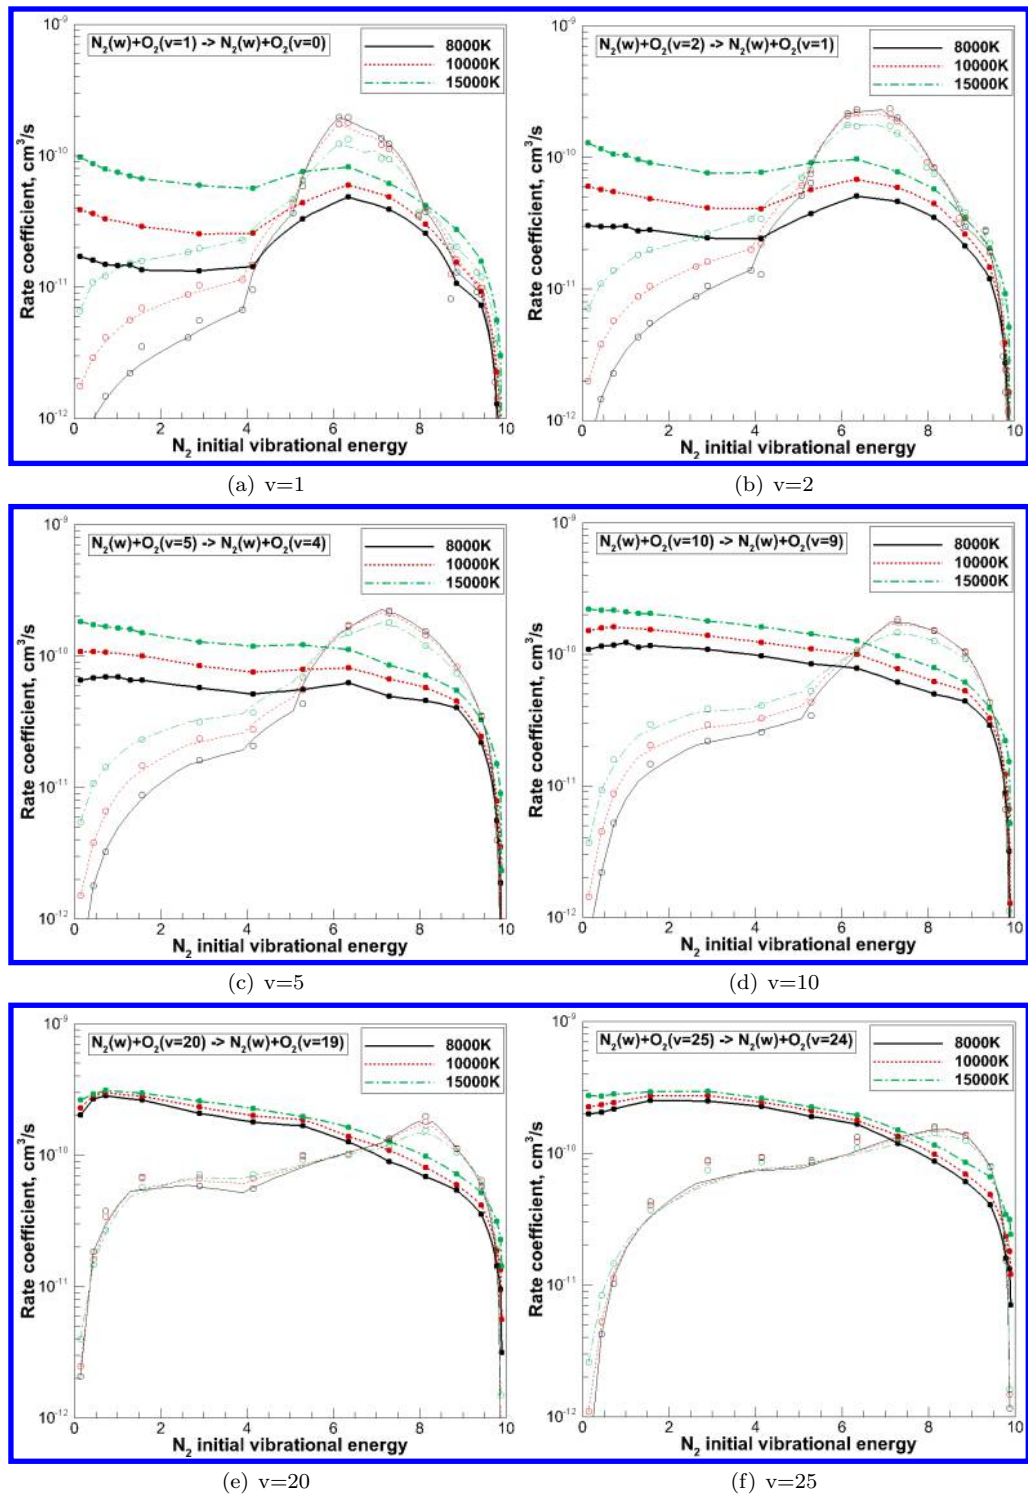 N₂(w)+O₂(v=1) -> N₂(w)+O₂(v=0)
8000K
10000K
15000K
Rate coefficient, cm³/s
10⁻⁹
10⁻¹⁰
10⁻¹¹
10⁻¹²
0 2 4 6 8 10
N₂ initial vibrational energy
(a) v=1
N₂(w)+O₂(v=2) -> N₂(w)+O₂(v=1)
8000K
10000K
15000K
Rate coefficient, cm³/s
10⁻⁹
10⁻¹⁰
10⁻¹¹
10⁻¹²
0 2 4 6 8 10
N₂ initial vibrational energy
(b) v=2
N₂(w)+O₂(v=5) -> N₂(w)+O₂(v=4)
8000K
10000K
15000K
Rate coefficient, cm³/s
10⁻⁹
10⁻¹⁰
10⁻¹¹
10⁻¹²
0 2 4 6 8 10
N₂ initial vibrational energy
(c) v=5
N₂(w)+O₂(v=10) -> N₂(w)+O₂(v=9)
8000K
10000K
15000K
Rate coefficient, cm³/s
10⁻⁹
10⁻¹⁰
10⁻¹¹
10⁻¹²
0 2 4 6 8 10
N₂ initial vibrational energy
(d) v=10
N₂(w)+O₂(v=20) -> N₂(w)+O₂(v=19)
8000K
10000K
15000K
Rate coefficient, cm³/s
10⁻⁹
10⁻¹⁰
10⁻¹¹
10⁻¹²
0 2 4 6 8 10
N₂ initial vibrational energy
(e) v=20
N₂(w)+O₂(v=25) -> N₂(w)+O₂(v=24)
8000K
10000K
15000K
Rate coefficient, cm³/s
10⁻⁹
10⁻¹⁰
10⁻¹¹
10⁻¹²
0 2 4 6 8 10
N₂ initial vibrational energy
(f) v=25